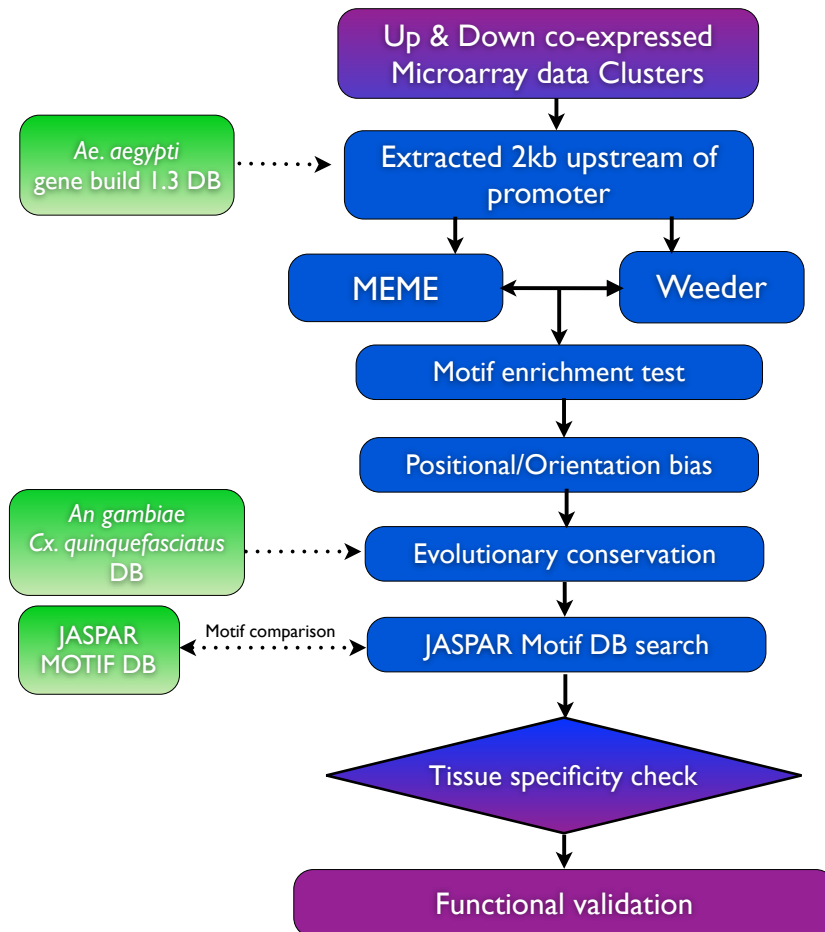 Up & Down co-expressed
Microarray data Clusters
Ae. aegypti
gene build 1.3 DB
Extracted 2kb upstream of
promoter
MEME
Weeder
Motif enrichment test
Positional/Orientation bias
An gambiae
Cx. quinquefasciatus
DB
Evolutionary conservation
JASPAR
MOTIF DB
Motif comparison
JASPAR Motif DB search
Tissue specificity check
Functional validation